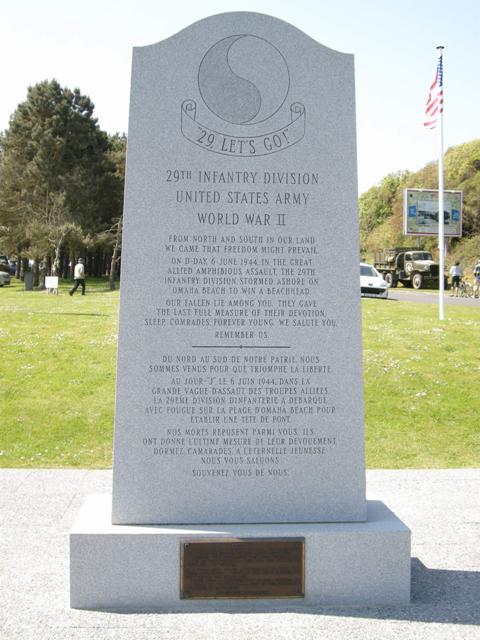 "29, LET'S GO!"
29TH INFANTRY DIVISION
UNITED STATES ARMY
WORLD WAR II
FROM NORTH AND SOUTH IN OUR LAND
WE CAME THAT FREEDOM MIGHT PREVAIL.
ON D-DAY, 6 JUNE 1944, IN THE GREAT
ALLIED AMPHIBIOUS ASSAULT, THE 29TH
INFANTRY DIVISION STORMED ASHORE ON
OMAHA BEACH TO WIN A BEACHHEAD.
OUR FALLEN LIE AMONG YOU. THEY GAVE
THE LAST FULL MEASURE OF THEIR DEVOTION.
SLEEP, COMRADES, FOREVER YOUNG. WE SALUTE YOU.
REMEMBER US.
DU NORD AU SUD DE NOTRE PATRIE, NOUS
SOMMES VENUS POUR QUE TRIOMPHE LA LIBERTE.
AU JOUR-"J", LE 6 JUIN 1944, DANS LA
GRANDE VAGUE D'ASSAUT DES TROUPES ALLIEES,
LA 29EME DIVISION D'INFANTERIE A DEBARQUE
AVEC FOUGUE SUR LA PLAGE D'OMAHA BEACH POUR
ETABLIR UNE TETE DE PONT.
NOS MORTS REPOSENT PARMI VOUS. ILS
ONT DONNE L'ULTIME MESURE DE LEUR DEVOUEMENT.
DORMEZ, CAMARADES, A L'ETERNELLE JEUNESSE.
NOUS VOUS SALUONS.
SOUVENEZ VOUS DE NOUS.